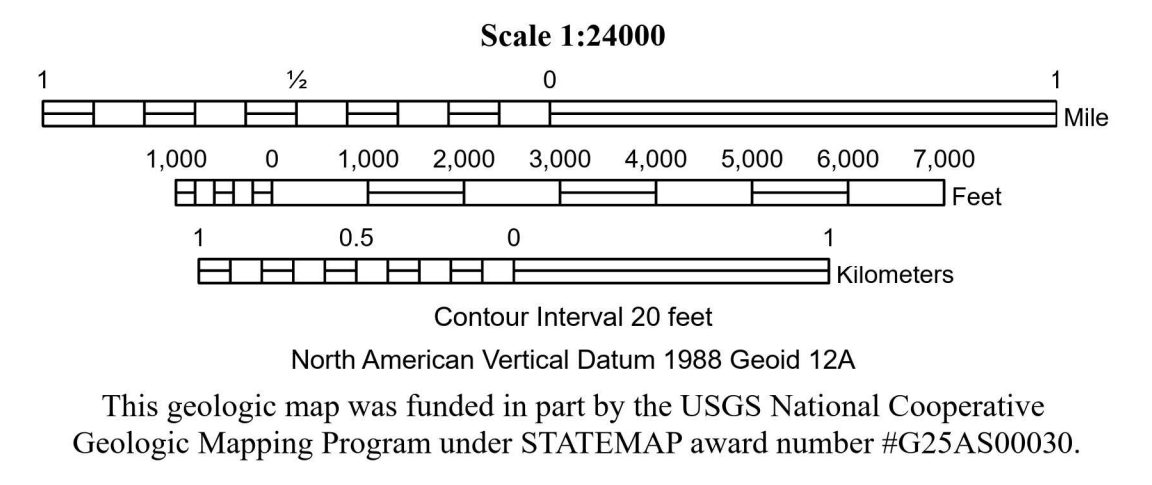 Scale 1:24000
1 ½ 0 1
Mile
1,000 0 1,000 2,000 3,000 4,000 5,000 6,000 7,000
Feet
1 0.5 0 1
Kilometers
Contour Interval 20 feet
North American Vertical Datum 1988 Geoid 12A
This geologic map was funded in part by the USGS National Cooperative
Geologic Mapping Program under STATEMAP award number #G25AS00030.